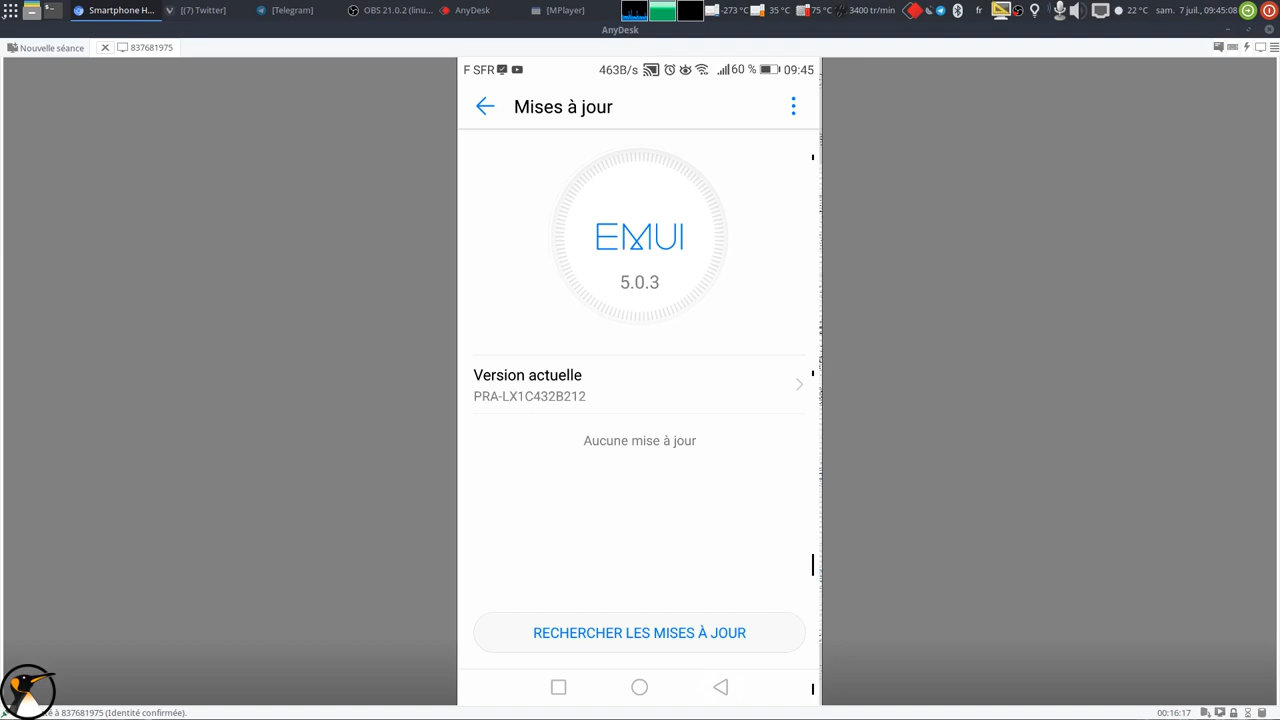 Smartphone H...
[(7) Twitter]
[Telegram]
OBS 21.0.2 (linu...
AnyDesk
[MPlayer]
273 °C
35 °C
75 °C
3400 tr/min
fr
22 °C
sam. 7 juil., 09:45:08
AnyDesk
Nouvelle séance
837681975
F SFR
463B/s
60 %
09:45
Mises à jour
EMUI
5.0.3
Version actuelle
PRA-LX1C432B212
Aucune mise à jour
RECHERCHER LES MISES À JOUR
à 837681975 (Identité confirmée).
00:16:17